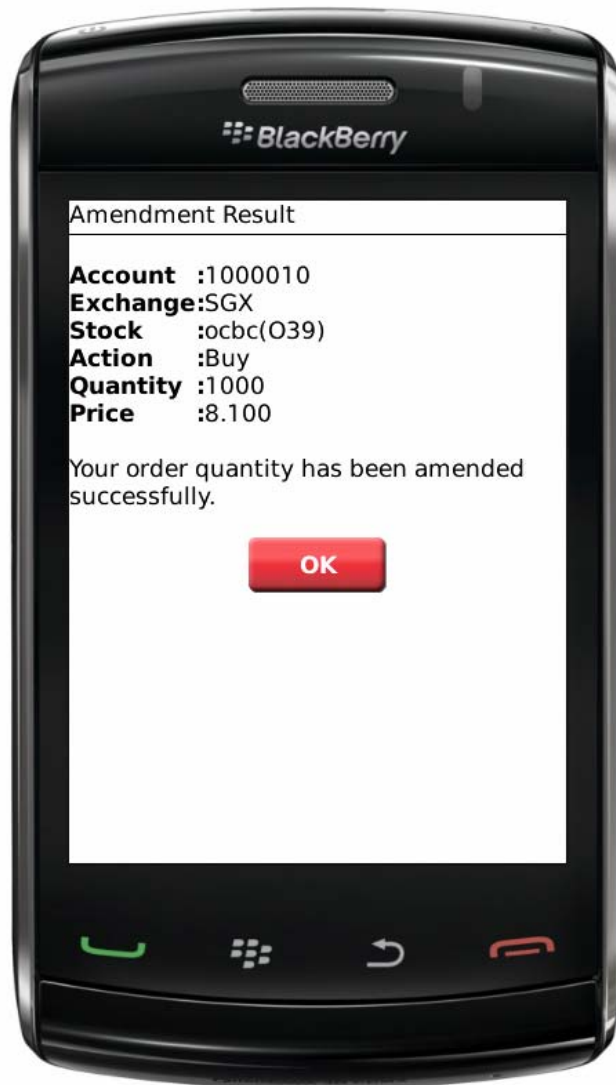 BlackBerry
Amendment Result
Account :1000010
Exchange:SGX
Stock :ocbc(O39)
Action :Buy
Quantity :1000
Price :8.100
Your order quantity has been amended
successfully.
OK